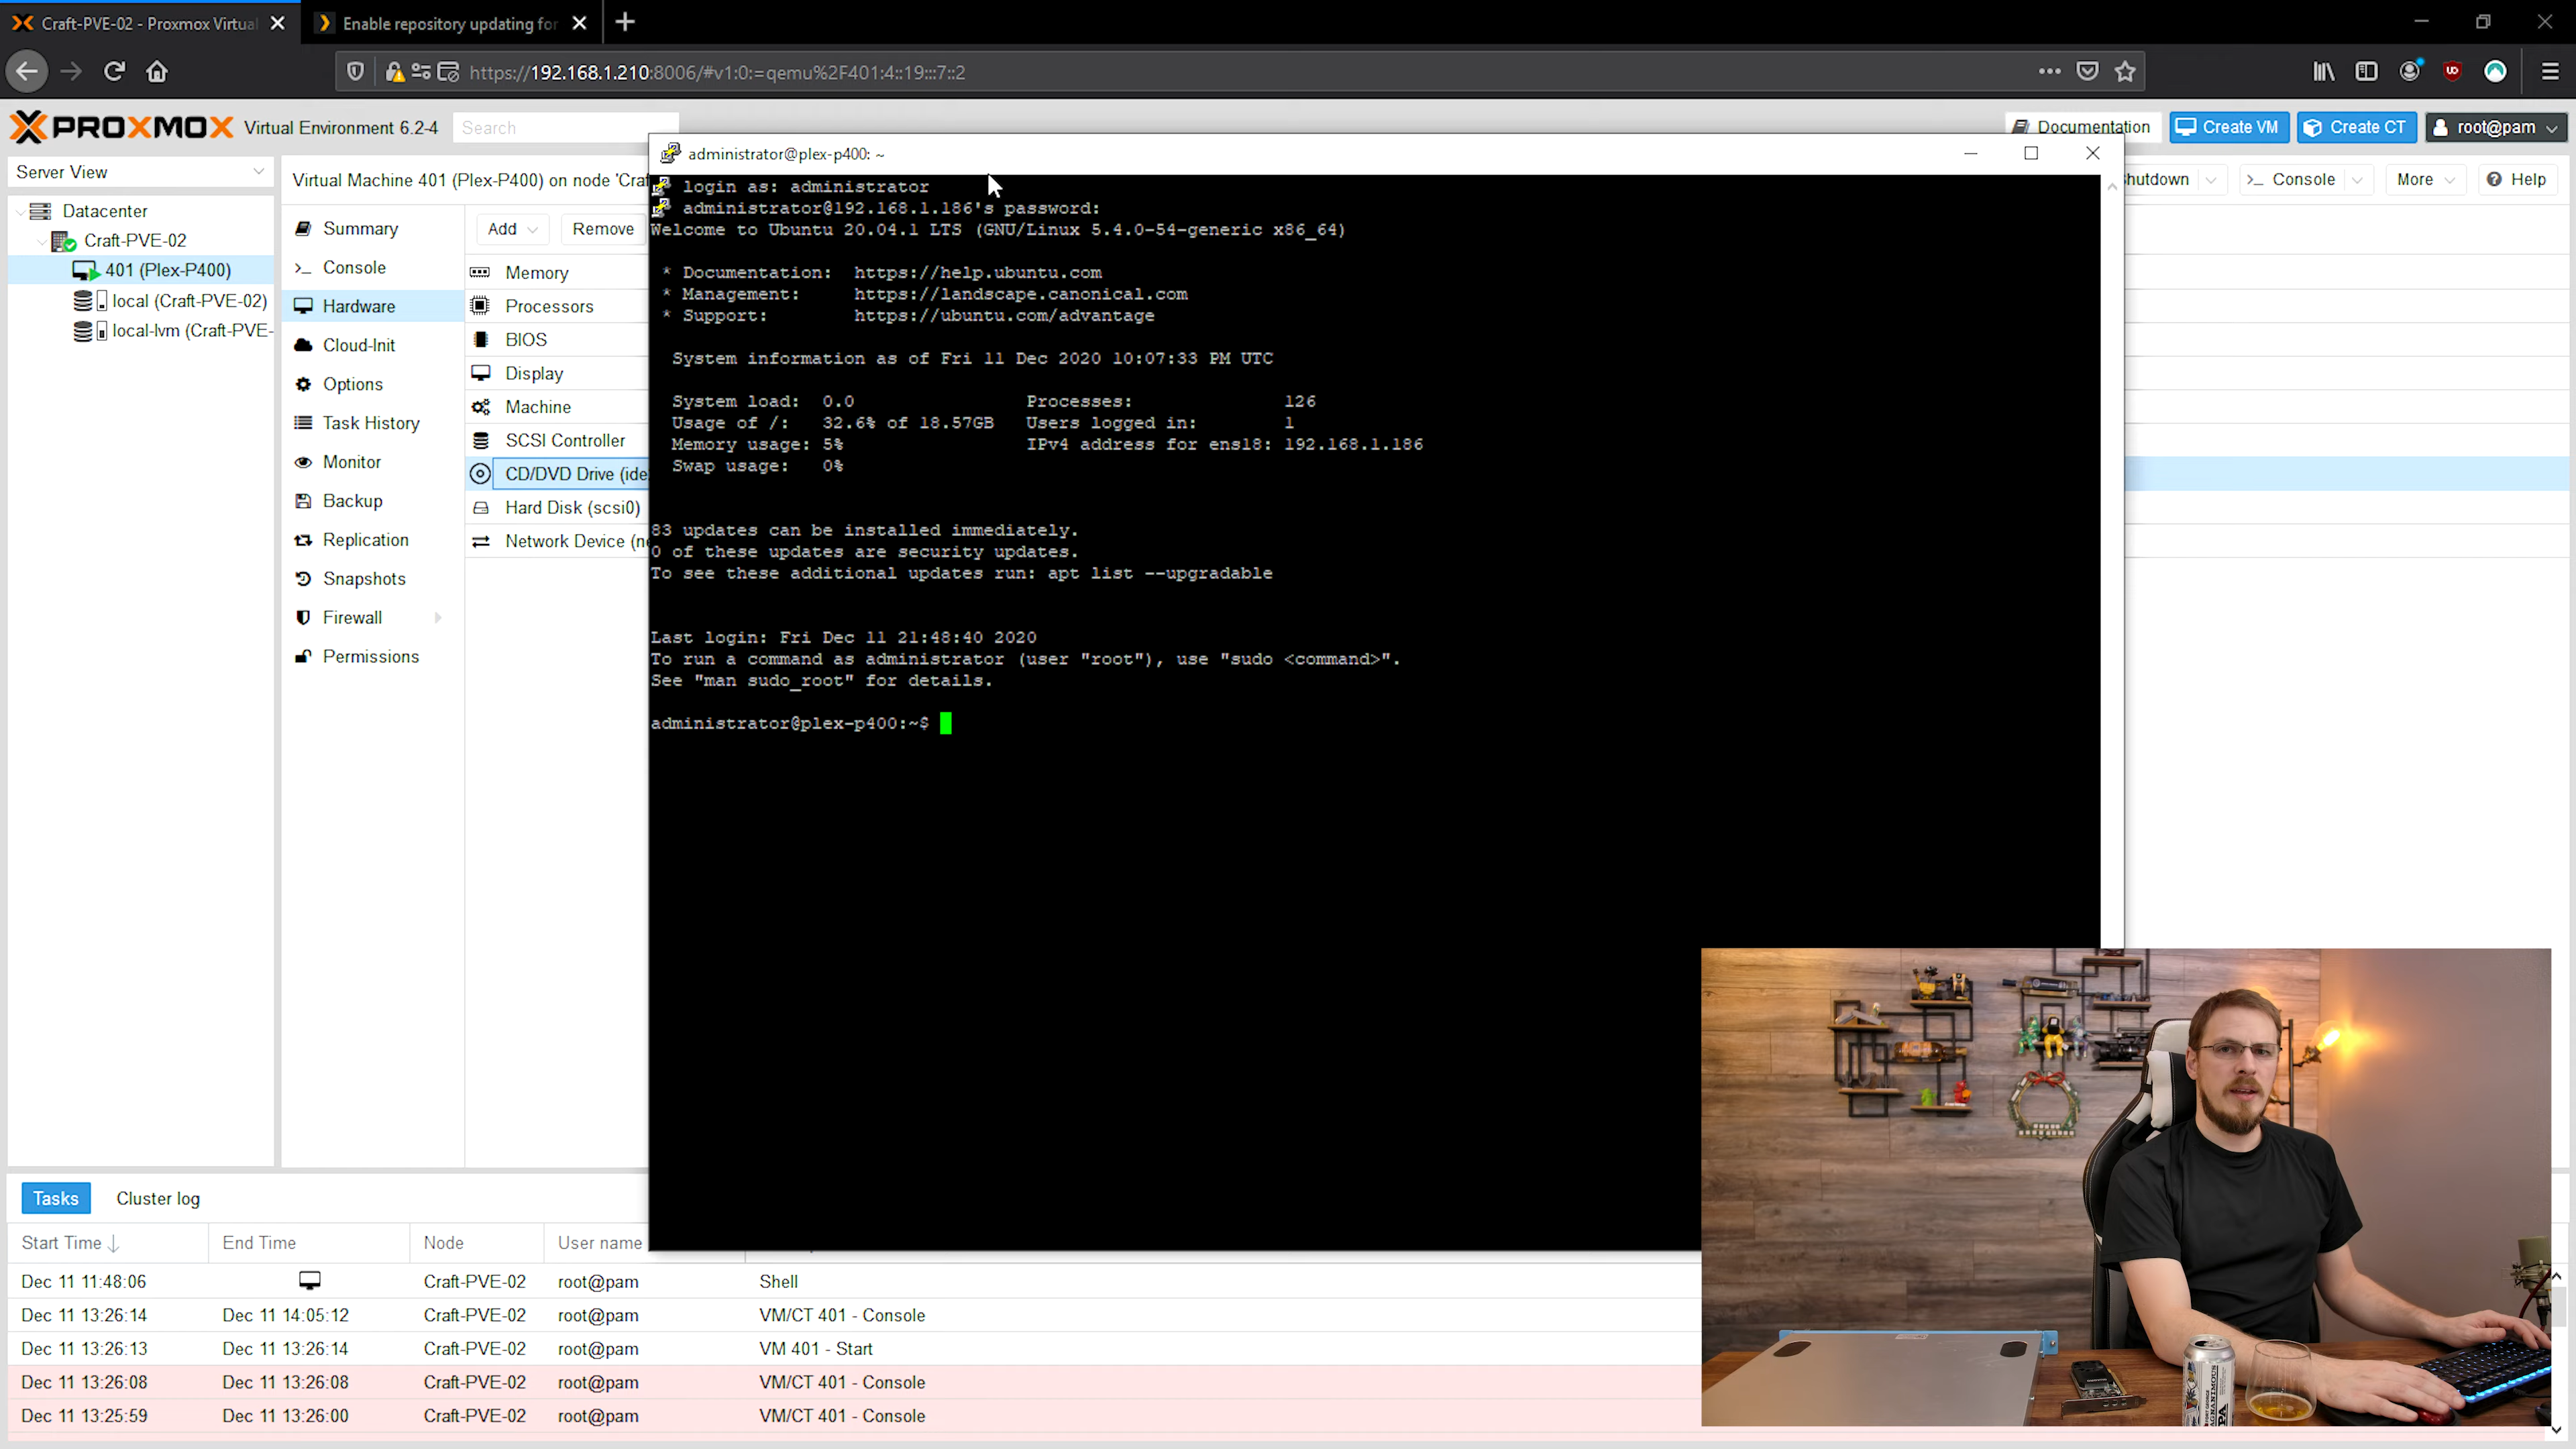 Craft-PVE-02 - Proxmox Virtual
Enable repository updating for
https://192.168.1.210:8006/#v1:0:=qemu%2F401:4::19:::7::2
PROXMOX Virtual Environment 6.2-4
Search
Documentation
Create VM
Create CT
root@pam
Server View
Datacenter
Craft-PVE-02
401 (Plex-P400)
local (Craft-PVE-02)
local-lvm (Craft-PVE-
Virtual Machine 401 (Plex-P400) on node 'Craf
hutdown
Console
More
Help
Summary
Console
Hardware
Cloud-Init
Options
Task History
Monitor
Backup
Replication
Snapshots
Firewall
Permissions
Add
Remove
Memory
Processors
BIOS
Display
Machine
SCSI Controller
CD/DVD Drive (ide
Hard Disk (scsi0)
Network Device (ne
administrator@plex-p400: ~
login as: administrator
administrator@192.168.1.186's password:
Welcome to Ubuntu 20.04.1 LTS (GNU/Linux 5.4.0-54-generic x86_64)
* Documentation: https://help.ubuntu.com
* Management: https://landscape.canonical.com
* Support: https://ubuntu.com/advantage
System information as of Fri 11 Dec 2020 10:07:33 PM UTC
System load: 0.0 Processes: 126
Usage of /: 32.6% of 18.57GB Users logged in: 1
Memory usage: 5% IPv4 address for ens18: 192.168.1.186
Swap usage: 0%
83 updates can be installed immediately.
0 of these updates are security updates.
To see these additional updates run: apt list --upgradable
Last login: Fri Dec 11 21:48:40 2020
To run a command as administrator (user "root"), use "sudo <command>".
See "man sudo_root" for details.
administrator@plex-p400:~$
Tasks
Cluster log
Start Time End Time Node User name
Dec 11 11:48:06 Craft-PVE-02 root@pam Shell
Dec 11 13:26:14 Dec 11 14:05:12 Craft-PVE-02 root@pam VM/CT 401 - Console
Dec 11 13:26:13 Dec 11 13:26:14 Craft-PVE-02 root@pam VM 401 - Start
Dec 11 13:26:08 Dec 11 13:26:08 Craft-PVE-02 root@pam VM/CT 401 - Console
Dec 11 13:25:59 Dec 11 13:26:00 Craft-PVE-02 root@pam VM/CT 401 - Console